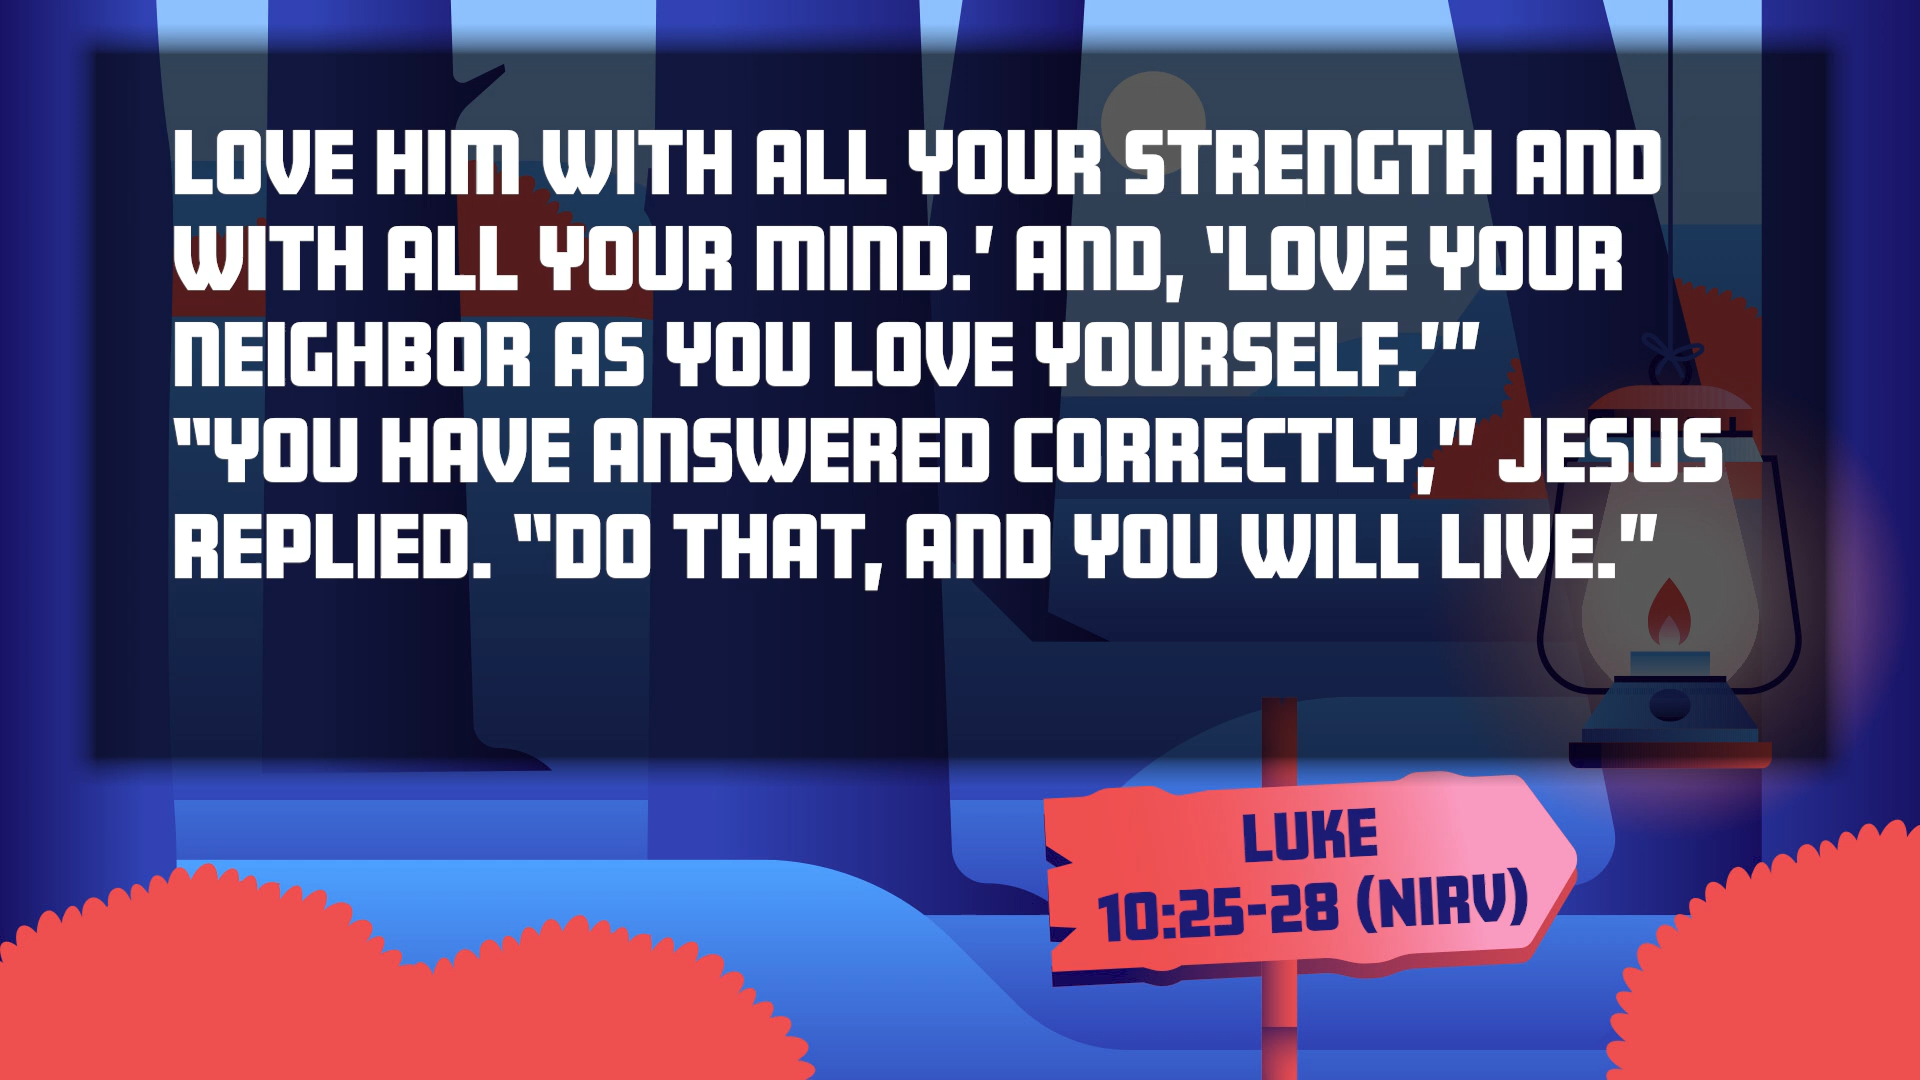 LOVE HIM WITH ALL YOUR STRENGTH AND
WITH ALL YOUR MIND.’ AND, ‘LOVE YOUR
NEIGHBOR AS YOU LOVE YOURSELF.’”
“YOU HAVE ANSWERED CORRECTLY,” JESUS
REPLIED. “DO THAT, AND YOU WILL LIVE.”
LUKE
10:25-28 (NIRV)